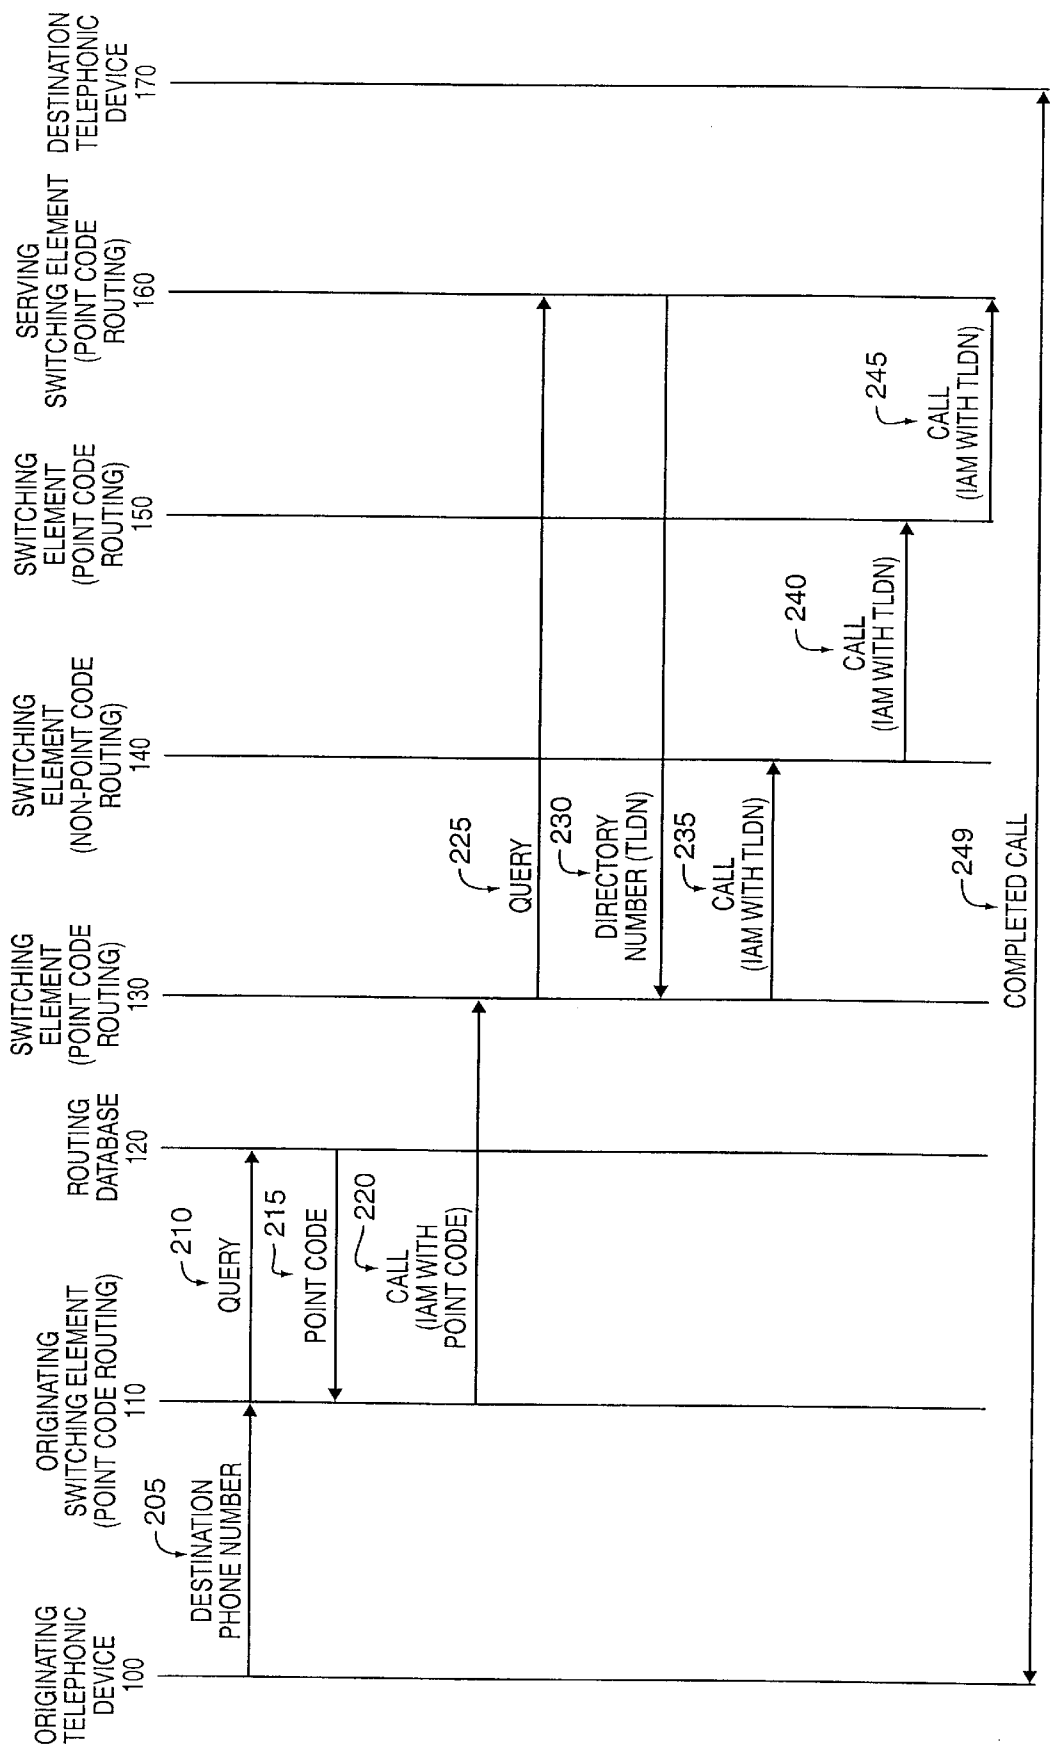 ORIGINATING
TELEPHONIC
DEVICE
100
ORIGINATING
SWITCHING ELEMENT
(POINT CODE ROUTING)
110
ROUTING
DATABASE
120
SWITCHING
ELEMENT
(POINT CODE
ROUTING)
130
SWITCHING
ELEMENT
(NON-POINT CODE
ROUTING)
140
SWITCHING
ELEMENT
(POINT CODE
ROUTING)
150
SERVING
SWITCHING ELEMENT
(POINT CODE
ROUTING)
160
DESTINATION
TELEPHONIC
DEVICE
170
205
DESTINATION
PHONE NUMBER
210
QUERY
215
POINT CODE
220
CALL
(IAM WITH
POINT CODE)
225
QUERY
230
DIRECTORY
NUMBER (TLDN)
235
CALL
(IAM WITH TLDN)
240
CALL
(IAM WITH TLDN)
245
CALL
(IAM WITH TLDN)
249
COMPLETED CALL